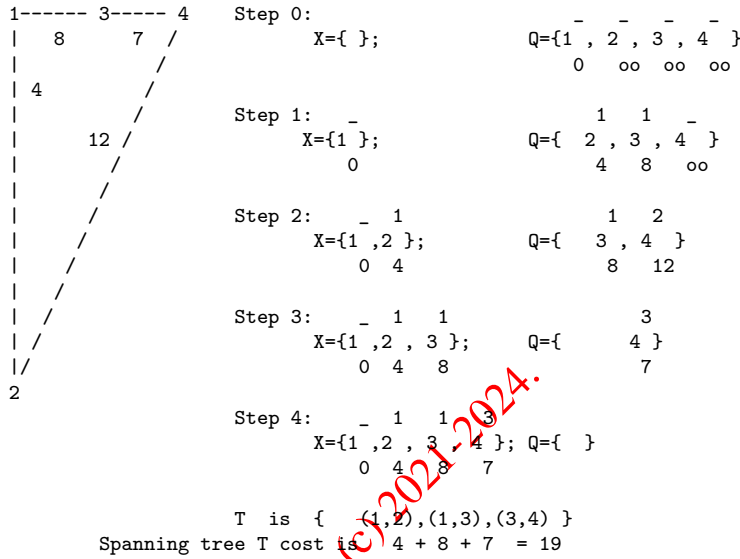 1------ 3----- 4     Step 0:                _   _   _   _
|   8      7  /           X={ };          Q={1 , 2 , 3 , 4 }
|            /                               0   oo  oo  oo
| 4         /
|          /         Step 1:   _                1   1   _
|      12 /               X={1 };         Q={  2 , 3 , 4  }
|        /                    0                 4   8   oo
|       /
|      /             Step 2:    _  1             1   2
|     /                    X={1 ,2 };     Q={   3 , 4  }
|    /                         0 4               8   12
|   /
|  /                 Step 3:    _  1   1              3
| /                        X={1 ,2 , 3 };   Q={      4 }
|/                             0  4   8               7
2
Step 4:    _  1   1   3
X={1 ,2 , 3 , 4 }; Q={  }
0  4   8   7
T  is  {   (1,2),(1,3),(3,4) }
Spanning tree T cost is   4 + 8 + 7  = 19
(c) 2021-2024.